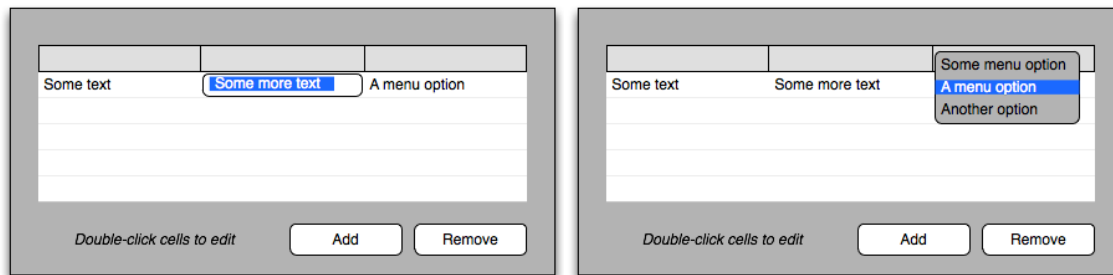 Some text Some more text A menu option
Double-click cells to edit Add Remove
Some menu option
Some text Some more text A menu option
Another option
Double-click cells to edit Add Remove